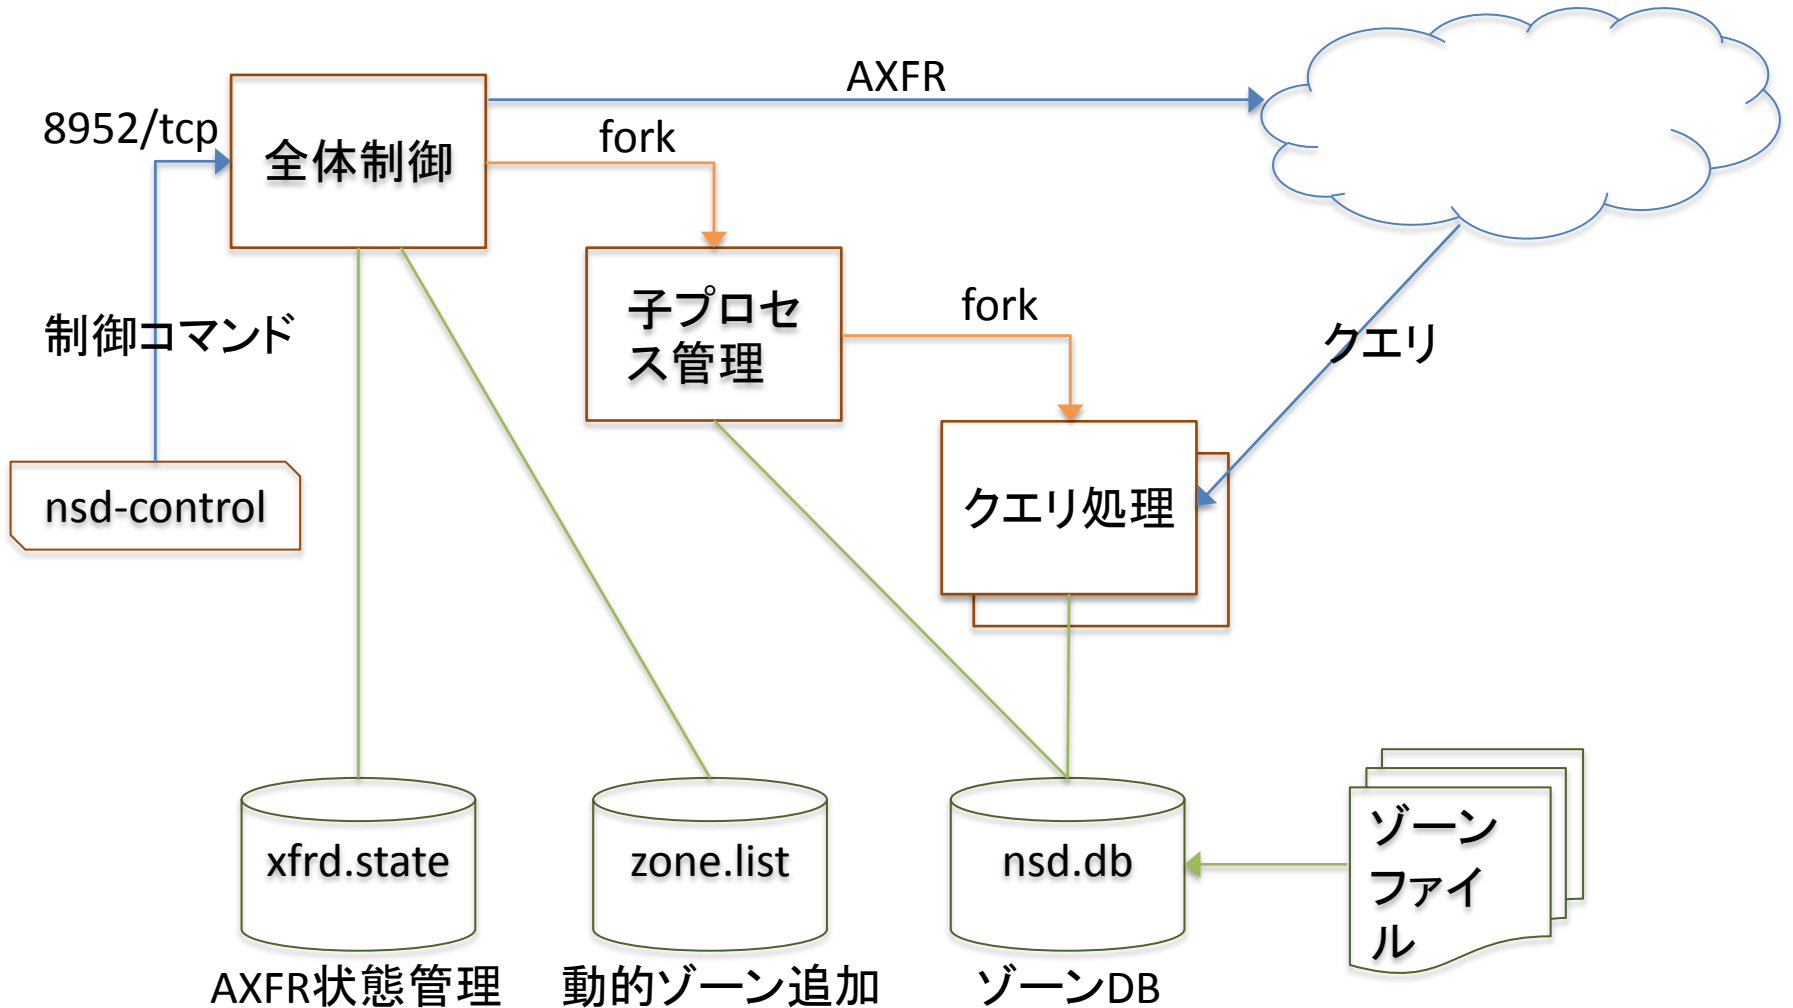 AXFR
8952/tcp
fork
全体制御
子プロセ
ス管理
fork
制御コマンド
クエリ
nsd-control
クエリ処理
xfrd.state
zone.list
nsd.db
ゾーン
ファイ
ル
AXFR状態管理
動的ゾーン追加
ゾーンDB